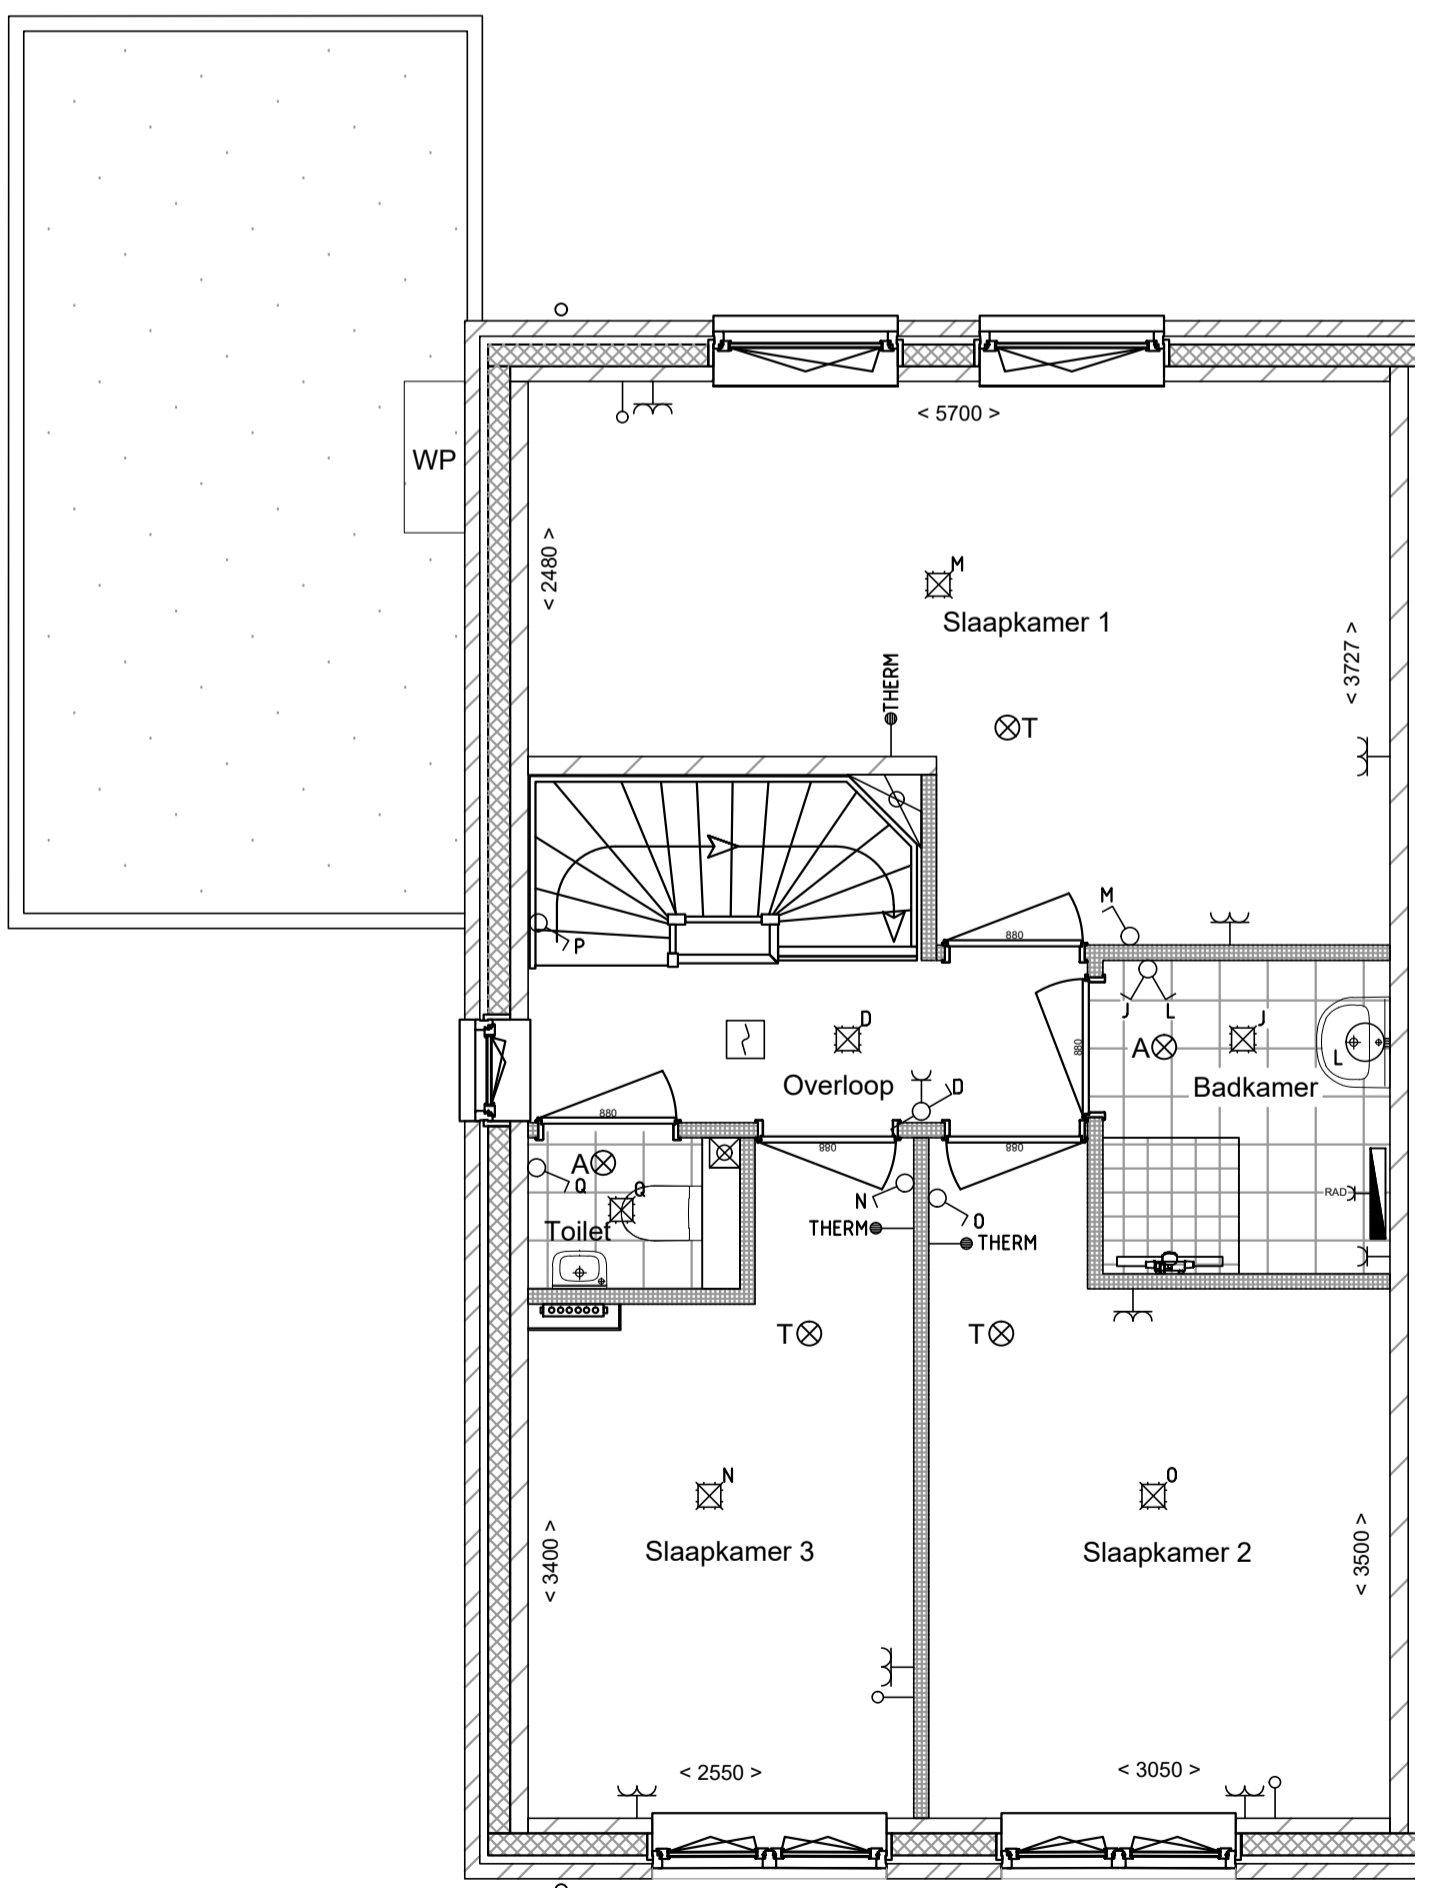 < 5700 >
WP
< 2480 >
M
Slaapkamer 1
< 3727 >
THERM
T
M
880
P
J L
D
A
J
L
880
Overloop
Badkamer
D
880
880
880
A
Q
Q
Toilet
N
O
RAD
THERM
THERM
T
T
N
O
Slaapkamer 3
Slaapkamer 2
< 3400 >
< 3500 >
< 2550 >
< 3050 >